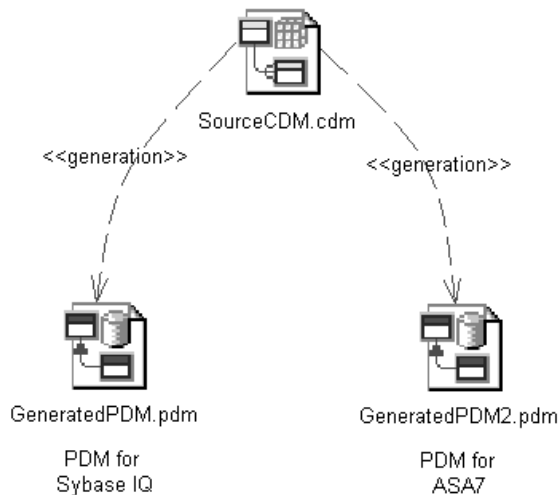 SourceCDM.cdm
<<generation>>
<<generation>>
GeneratedPDM.pdm
GeneratedPDM2.pdm
PDM for
Sybase IQ
PDM for
ASA7